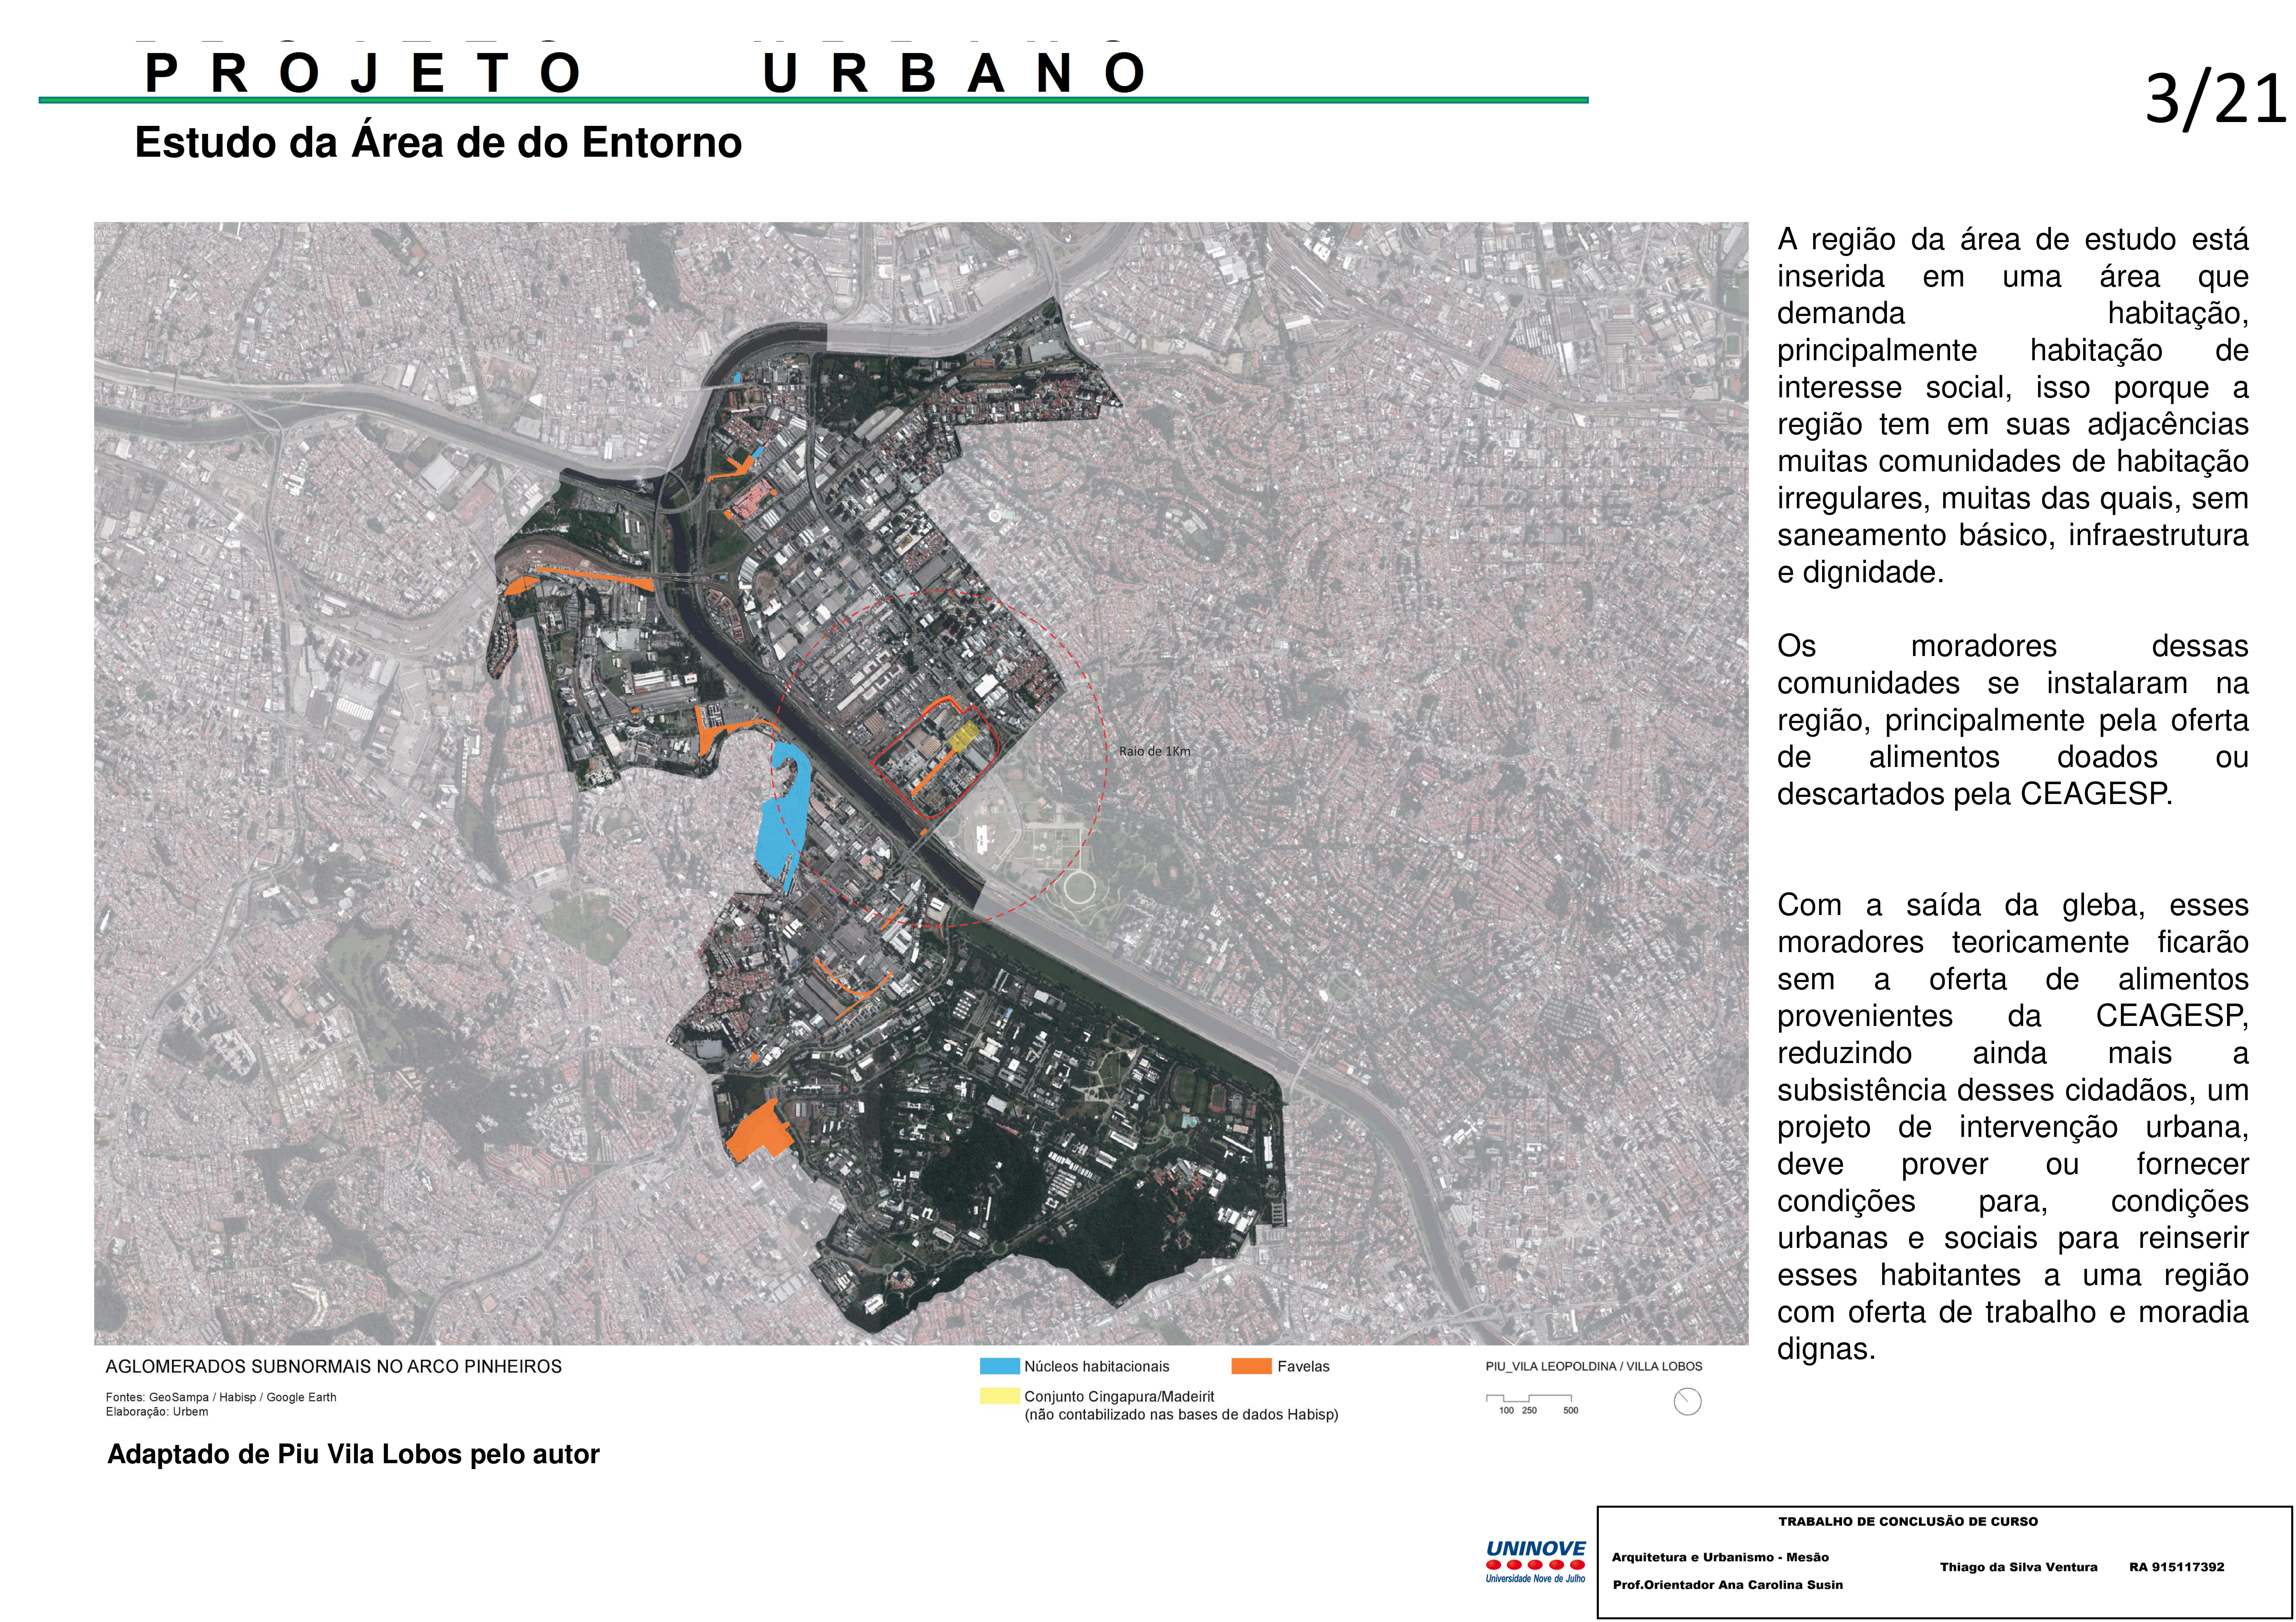 PROJETO URBANO
3/21
Estudo da Área de do Entorno
A região da área de estudo está
inserida em uma área que
demanda habitação,
principalmente habitação de
interesse social, isso porque a
região tem em suas adjacências
muitas comunidades de habitação
irregulares, muitas das quais, sem
saneamento básico, infraestrutura
e dignidade.
Os moradores dessas
comunidades se instalaram na
região, principalmente pela oferta
de alimentos doados ou
descartados pela CEAGESP.
Com a saída da gleba, esses
moradores teoricamente ficarão
sem a oferta de alimentos
provenientes da CEAGESP,
reduzindo ainda mais a
subsistência desses cidadãos, um
projeto de intervenção urbana,
deve prover ou fornecer
condições para, condições
urbanas e sociais para reinserir
esses habitantes a uma região
com oferta de trabalho e moradia
dignas.
Raio de 1Km
AGLOMERADOS SUBNORMAIS NO ARCO PINHEIROS
Fontes: GeoSampa / Habisp / Google Earth
Elaboração: Urbem
Núcleos habitacionais
Favelas
Conjunto Cingapura/Madeirit
(não contabilizado nas bases de dados Habisp)
PIU_VILA LEOPOLDINA / VILLA LOBOS
100 250 500
Adaptado de Piu Vila Lobos pelo autor
UNINOVE
Universidade Nove de Julho
TRABALHO DE CONCLUSÃO DE CURSO
Arquitetura e Urbanismo - Mesão
Prof.Orientador Ana Carolina Susin
Thiago da Silva Ventura RA 915117392